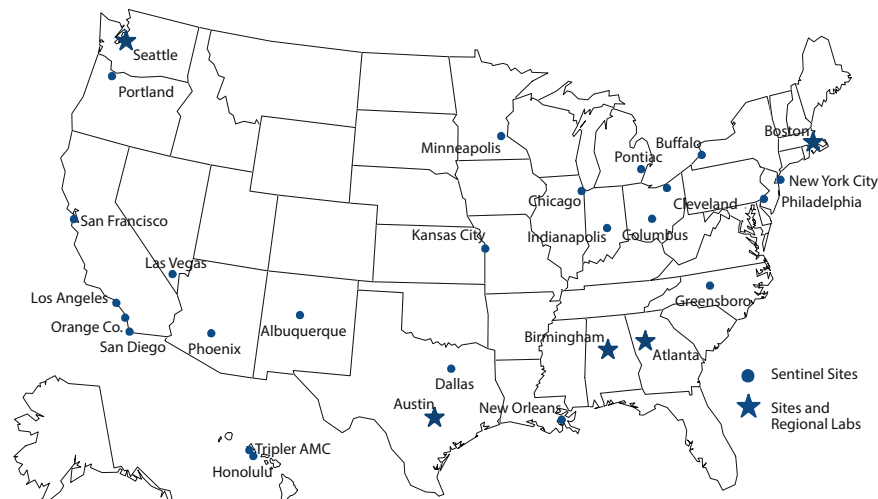 Seattle
Portland
Minneapolis
Buffalo
Boston
Pontiac
New York City
Chicago
Cleveland
Philadelphia
San Francisco
Kansas City
Indianapolis
Columbus
Las Vegas
Los Angeles
Greensboro
Orange Co.
Albuquerque
Birmingham
San Diego
Phoenix
Atlanta
Dallas
Sentinel Sites
Austin
New Orleans
Sites and
Regional Labs
Tripler AMC
Honolulu